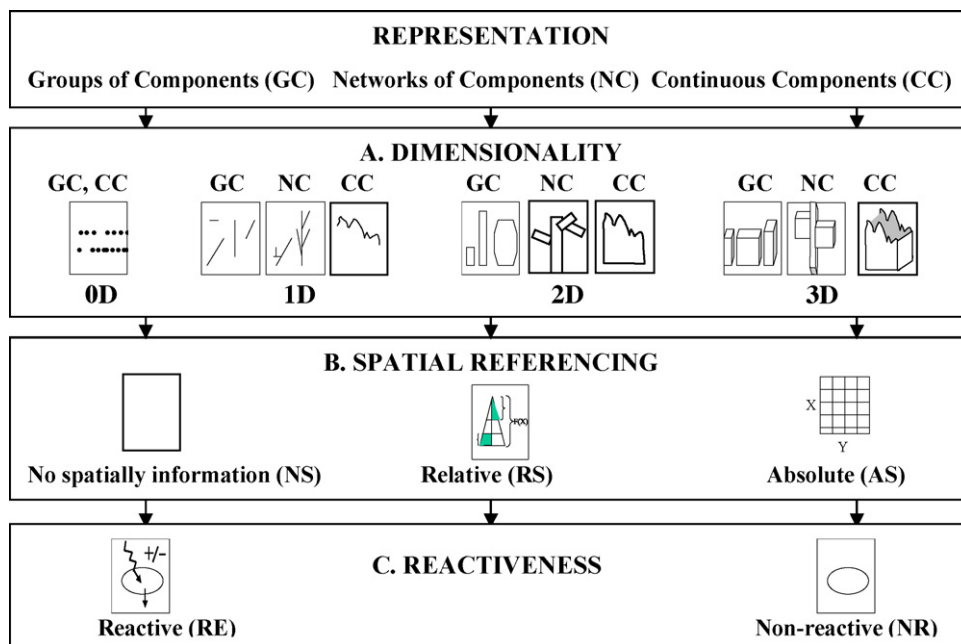 REPRESENTATION
Groups of Components (GC) Networks of Components (NC) Continuous Components (CC)
A. DIMENSIONALITY
GC, CC GC NC CC GC NC CC GC NC CC
0D 1D 2D 3D
B. SPATIAL REFERENCING
X
Y
No spatially information (NS) Relative (RS) Absolute (AS)
+/-
C. REACTIVENESS
Reactive (RE) Non-reactive (NR)